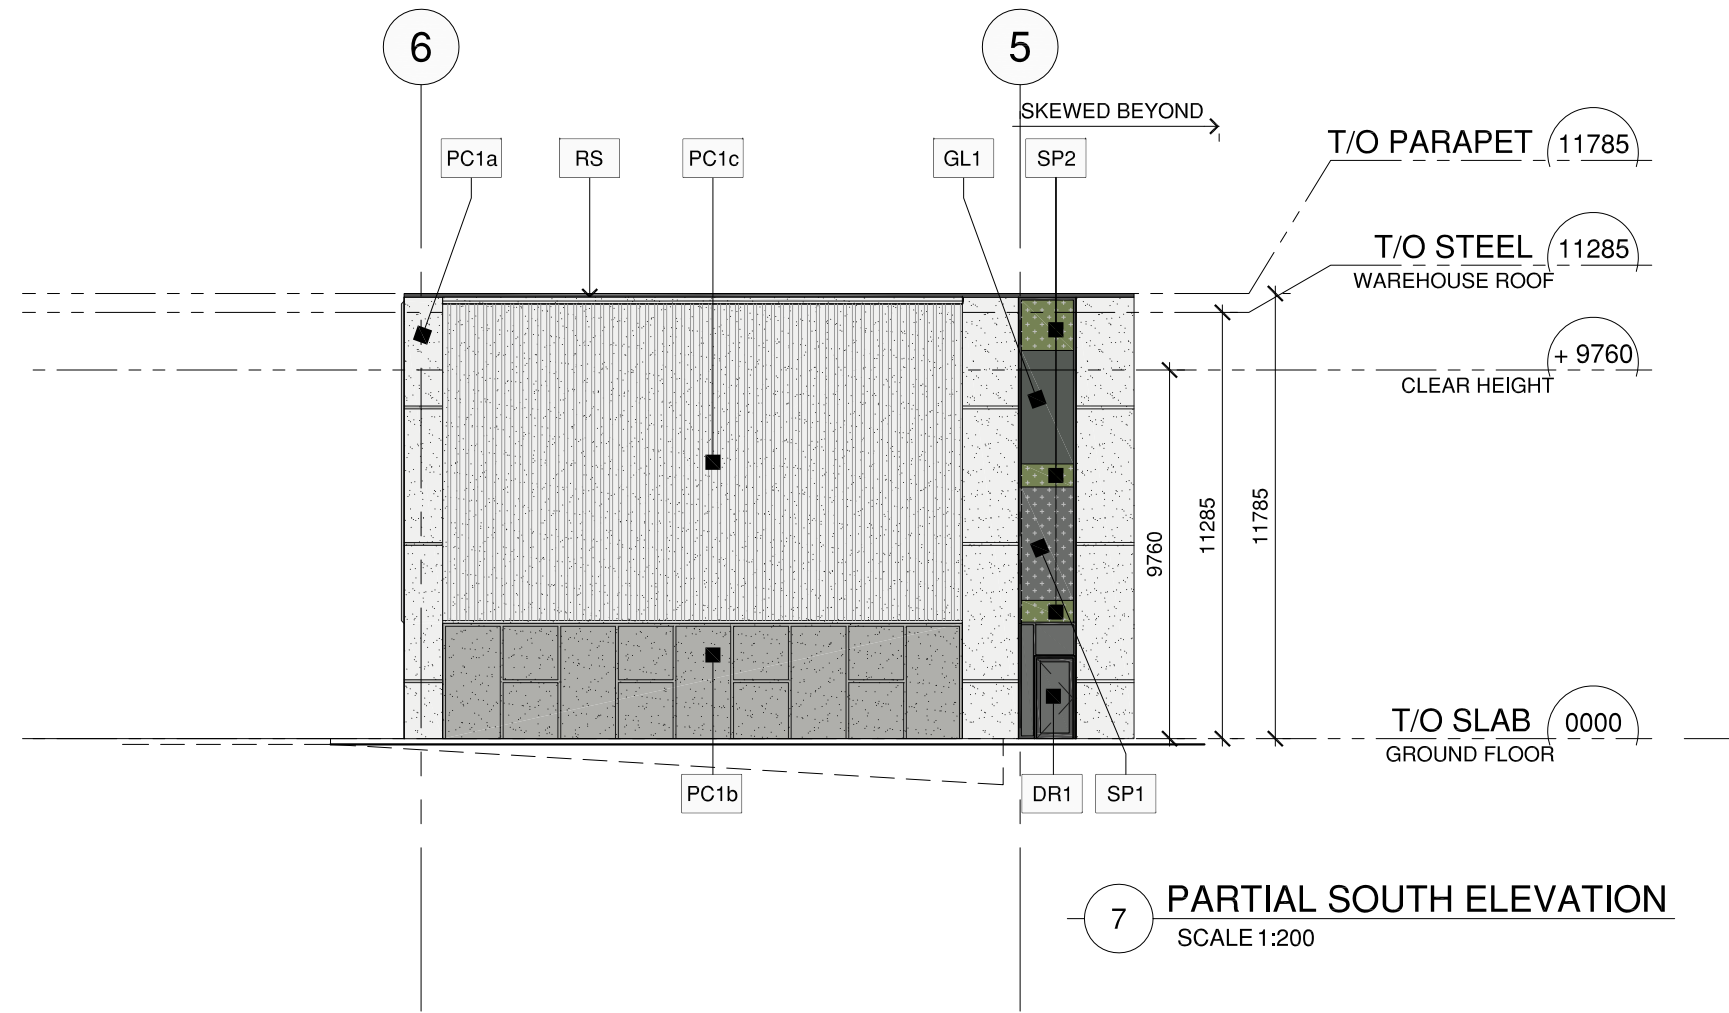 6
5
SKEWED BEYOND
PC1a
RS
PC1c
GL1
SP2
T/O PARAPET 11785
T/O STEEL 11285
WAREHOUSE ROOF
+ 9760
CLEAR HEIGHT
9760
11285
11785
T/O SLAB 0000
GROUND FLOOR
PC1b
DR1
SP1
7 PARTIAL SOUTH ELEVATION
SCALE 1:200